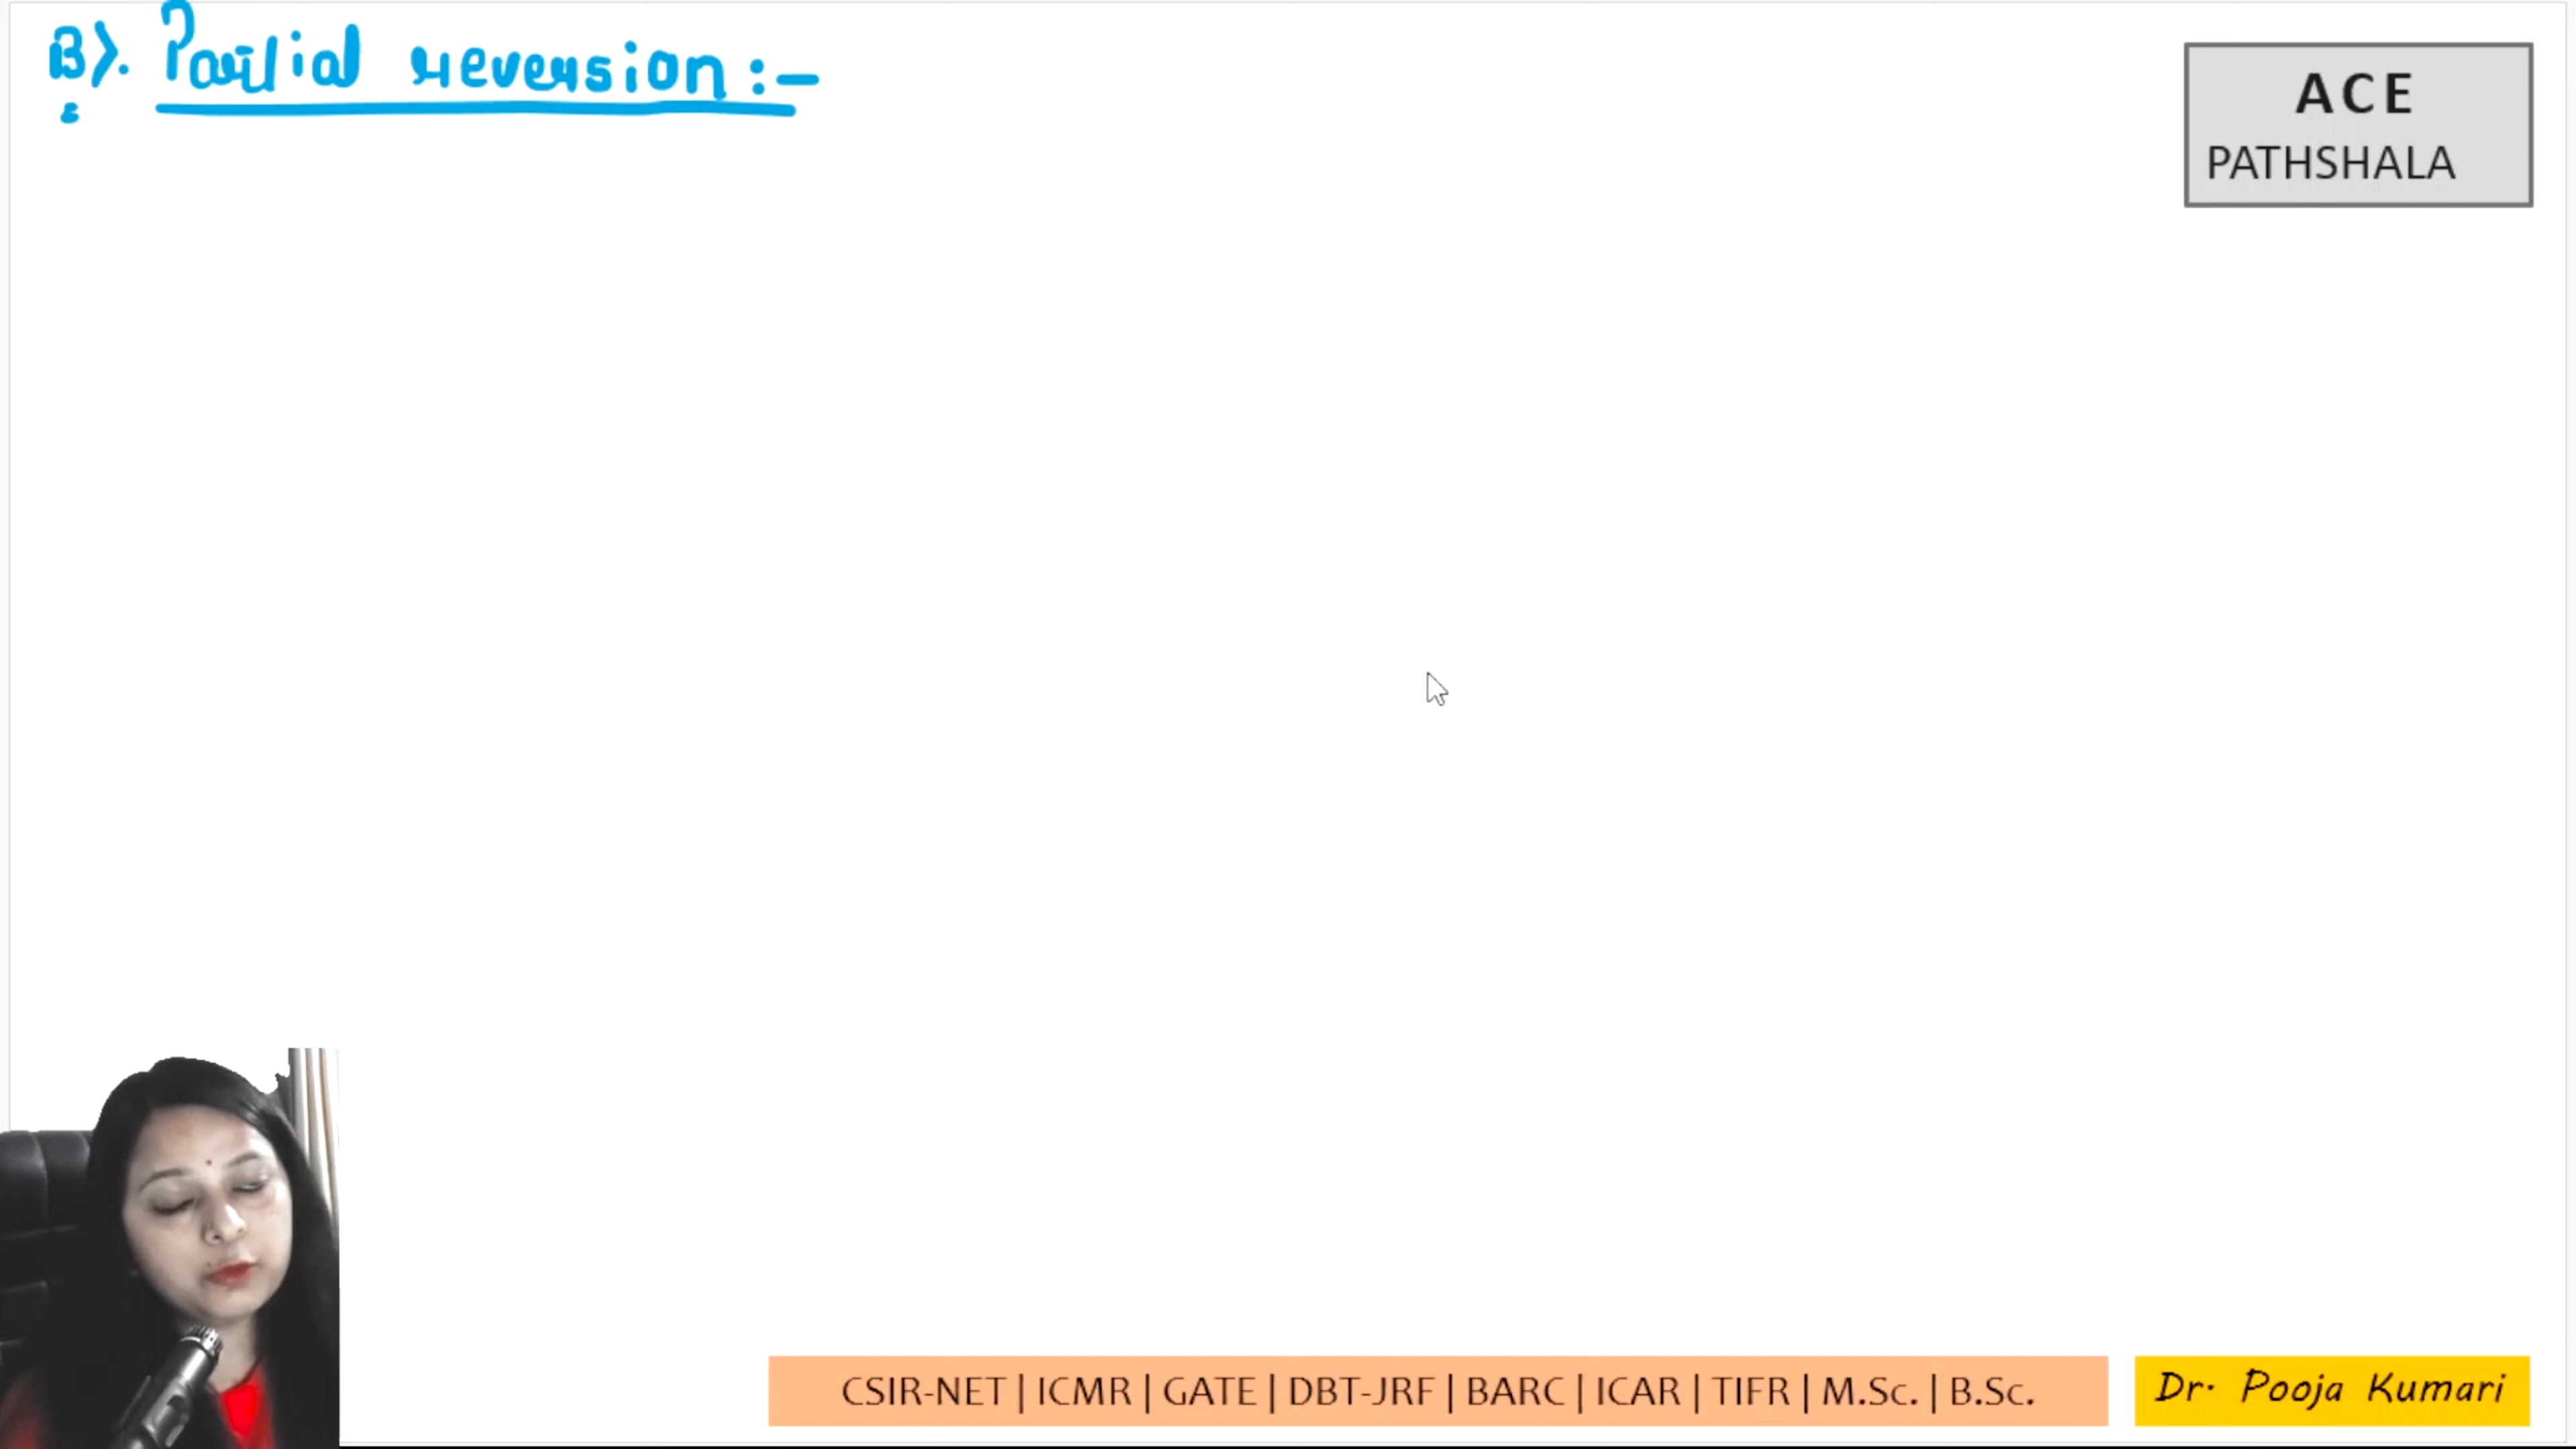 B). Partial reversion :-
ACE
PATHSHALA
CSIR-NET | ICMR | GATE | DBT-JRF | BARC | ICAR | TIFR | M.Sc. | B.Sc.
Dr. Pooja Kumari